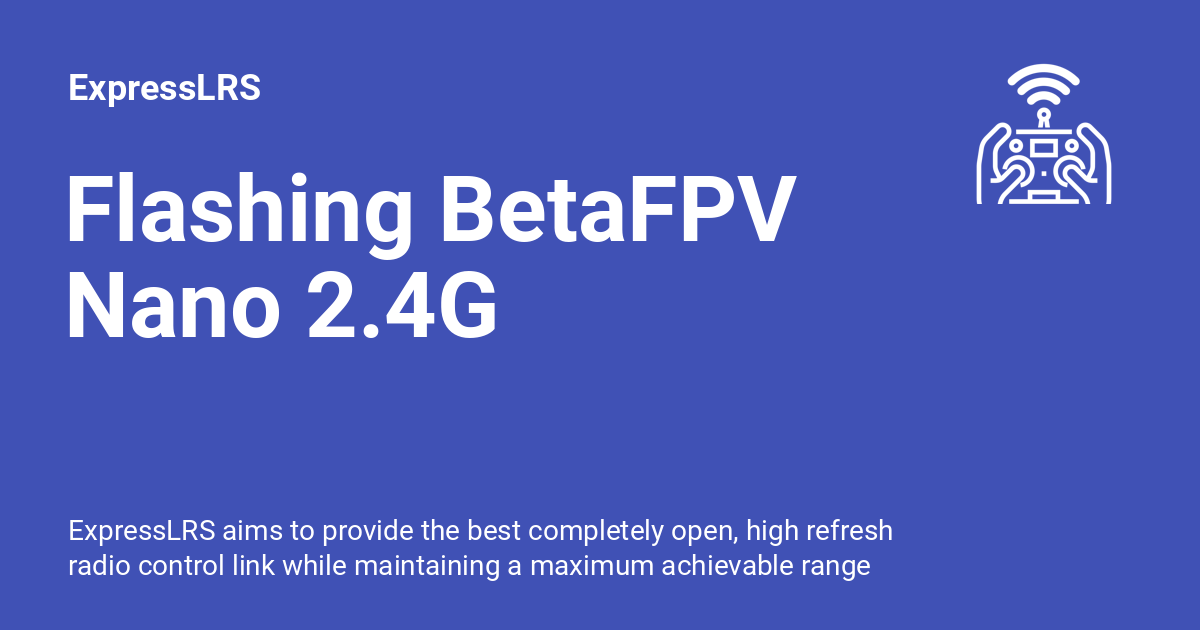 ExpressLRS
Flashing BetaFPV
Nano 2.4G
ExpressLRS aims to provide the best completely open, high refresh
radio control link while maintaining a maximum achievable range